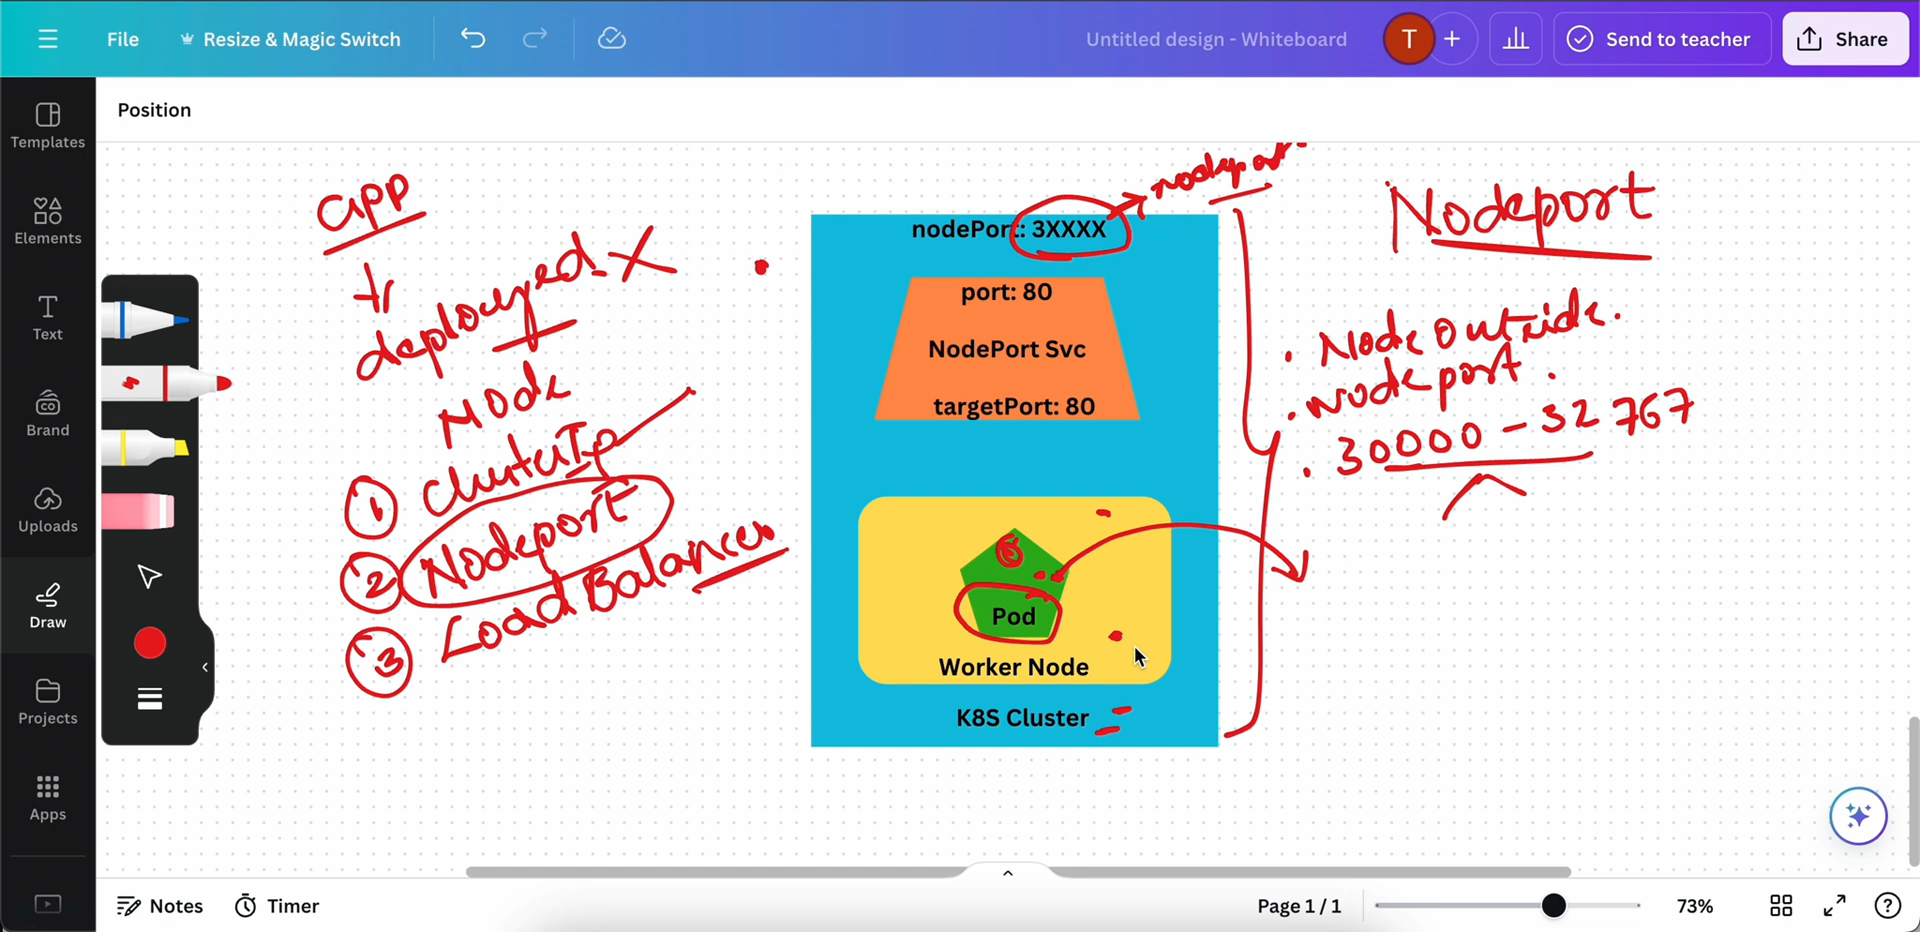 File
Resize & Magic Switch
Untitled design - Whiteboard
T
Send to teacher
Share
Templates
Elements
Text
Brand
Uploads
Draw
Projects
Apps
Position
app
deployed
Node
1 ClusterIp
2 Nodeport
3 Load Balancer
nodeport
nodePort: 3XXXX
port: 80
NodePort Svc
targetPort: 80
Pod
Worker Node
K8S Cluster
Nodeport
. Node Outside.
. Node port.
. 30000 - 32767
Notes
Timer
Page 1 / 1
73%